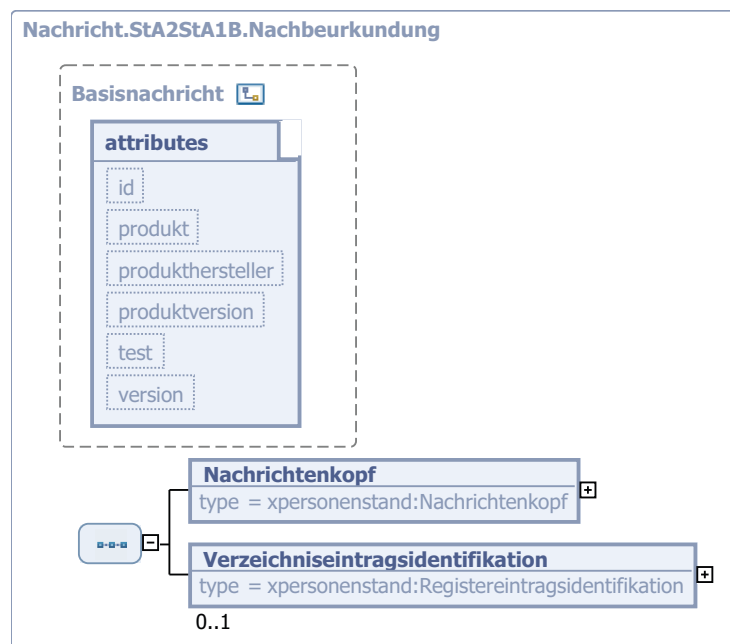 Nachricht.StA2StA1B.Nachbeurkundung
Basisnachricht
attributes
id
produkt
produkthersteller
produktversion
test
version
Nachrichtenkopf
type = xpersonenstand:Nachrichtenkopf
Verzeichniseintragsidentifikation
type = xpersonenstand:Registereintragsidentifikation
0..1